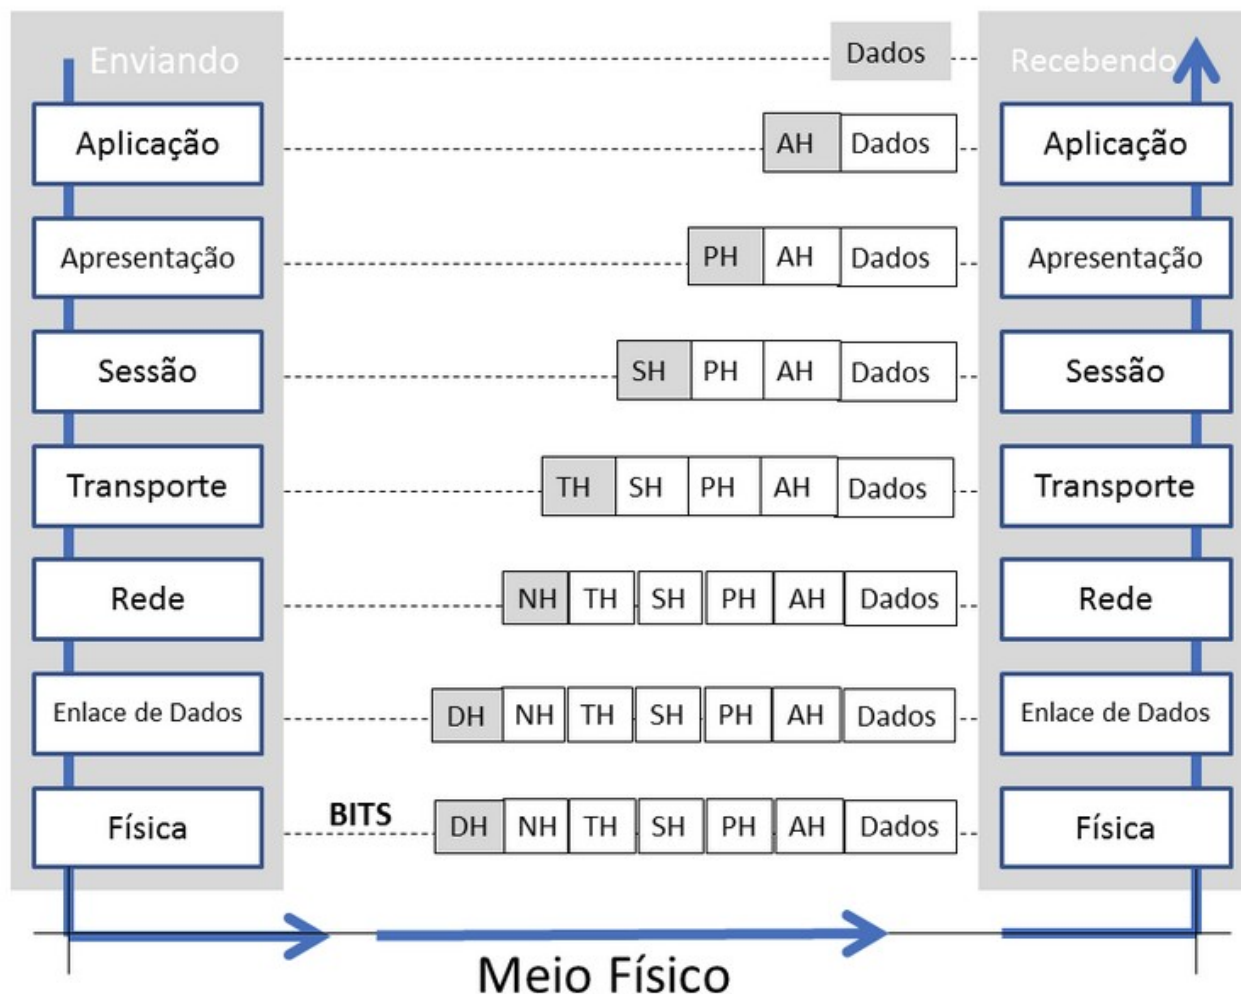 Enviando Dados Recebendo
Aplicação AH Dados Aplicação
Apresentação PH AH Dados Apresentação
Sessão SH PH AH Dados Sessão
Transporte TH SH PH AH Dados Transporte
Rede NH TH SH PH AH Dados Rede
Enlace de Dados DH NH TH SH PH AH Dados Enlace de Dados
Física BITS DH NH TH SH PH AH Dados Física
Meio Físico